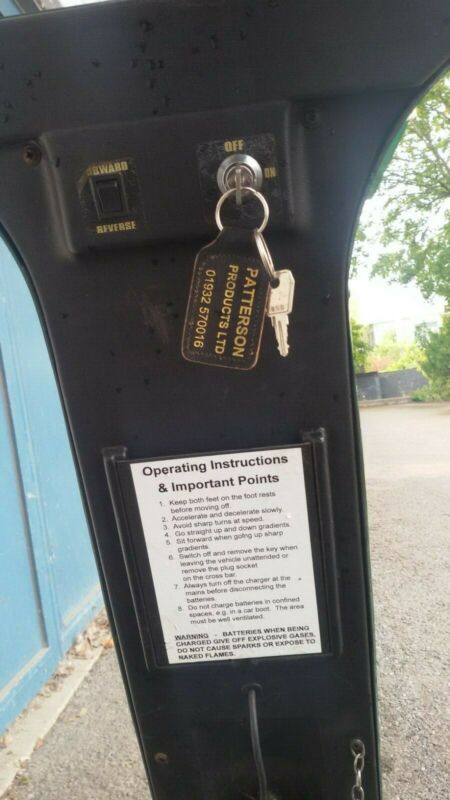 OFF
ON
REVERSE
PATTERSON
PRODUCTS LTD
01932 570016
Operating Instructions
& Important Points
1. Keep both feet on the foot rests
before moving off.
2. Accelerate and decelerate slowly.
3. Avoid sharp turns at speed.
4. Go straight up and down gradients.
5. Sit forward when going up sharp
gradients.
6. Switch off and remove the key when
leaving the vehicle unattended or
remove the plug socket
on the cross bar.
7. Always turn off the charger at the
mains before disconnecting the
batteries.
8. Do not charge batteries in confined
spaces, e.g. in a car boot. The area
must be well ventilated.
WARNING - BATTERIES WHEN BEING
CHARGED GIVE OFF EXPLOSIVE GASES.
DO NOT CAUSE SPARKS OR EXPOSE TO
NAKED FLAMES.